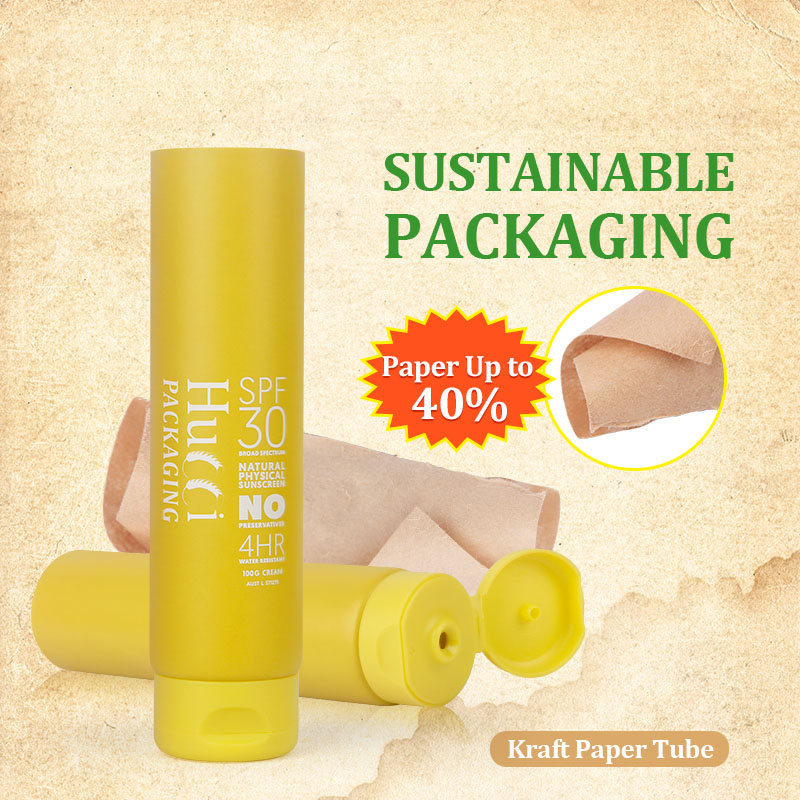 SUSTAINABLE
PACKAGING
Paper Up to
40%
Hucci
PACKAGING
SPF
30
BROAD SPECTRUM
NATURAL
PHYSICAL
SUNSCREEN
NO
PRESERVATIVES
4HR
WATER RESISTANT
100G CREAM
Kraft Paper Tube